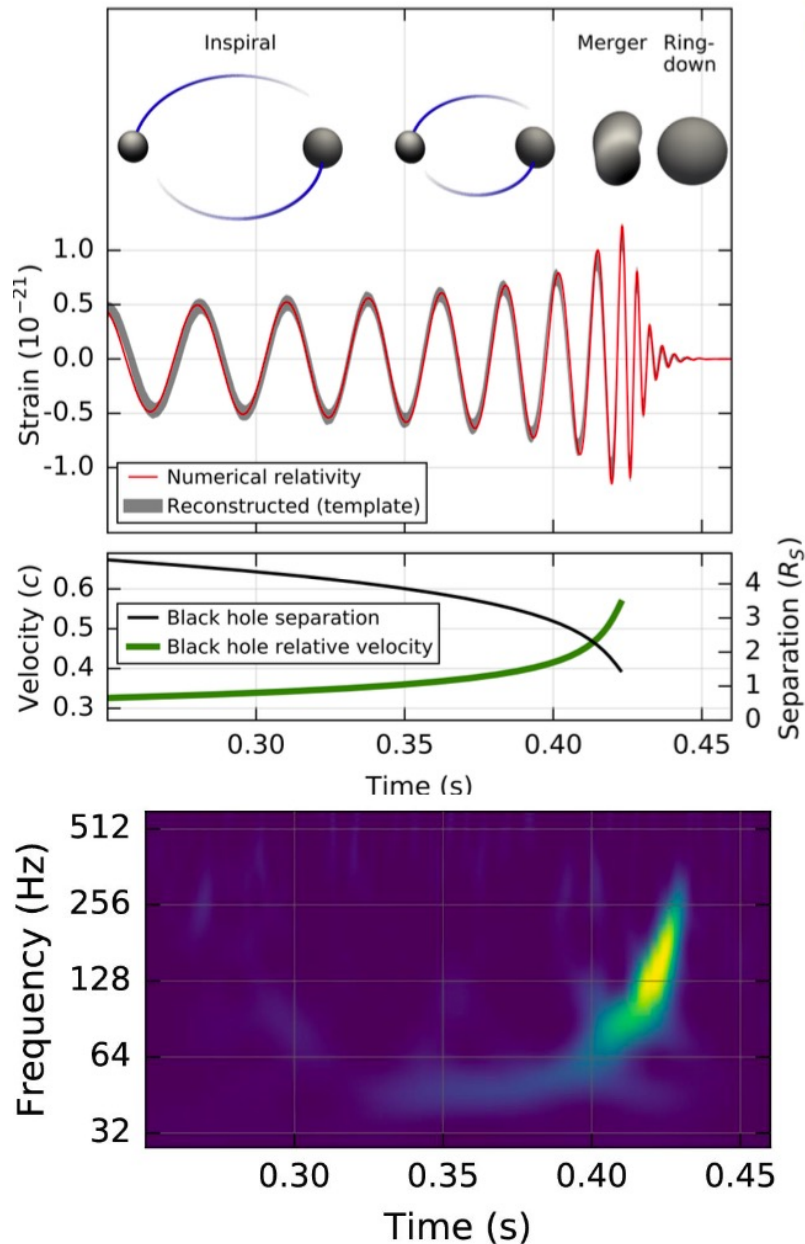 Inspiral
Merger
Ring-
down
Strain (10⁻²¹)
1.0
0.5
0.0
-0.5
-1.0
Numerical relativity
Reconstructed (template)
Velocity (c)
0.6
0.5
0.4
0.3
Black hole separation
Black hole relative velocity
4
3
2
1
0
Separation (R_S)
0.30 0.35 0.40 0.45
Time (s)
Frequency (Hz)
512
256
128
64
32
0.30 0.35 0.40 0.45
Time (s)